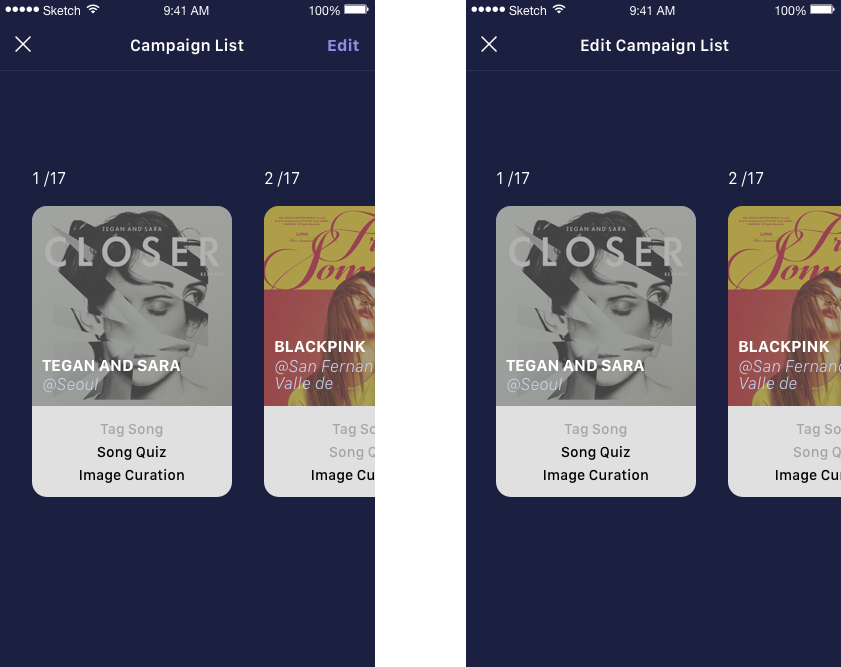 Sketch 9:41 AM 100%
Campaign List Edit
1 /17 2 /17
TEGAN AND SARA
CLOSER
TEGAN AND SARA
@Seoul
LUNA
BLACKPINK
@San Fernan
Valle de
Tag Song
Song Quiz
Image Curation
Tag So
Song Q
Image Cu
Sketch 9:41 AM 100%
Edit Campaign List
1 /17 2 /17
TEGAN AND SARA
CLOSER
TEGAN AND SARA
@Seoul
LUNA
BLACKPINK
@San Fernand
Valle de
Tag Song
Song Quiz
Image Curation
Tag So
Song Q
Image Cu